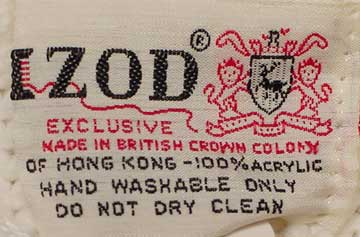 IZOD®
EXCLUSIVE
MADE IN BRITISH CROWN COLONY
OF HONG KONG - 100% ACRYLIC
HAND WASHABLE ONLY
DO NOT DRY CLEAN